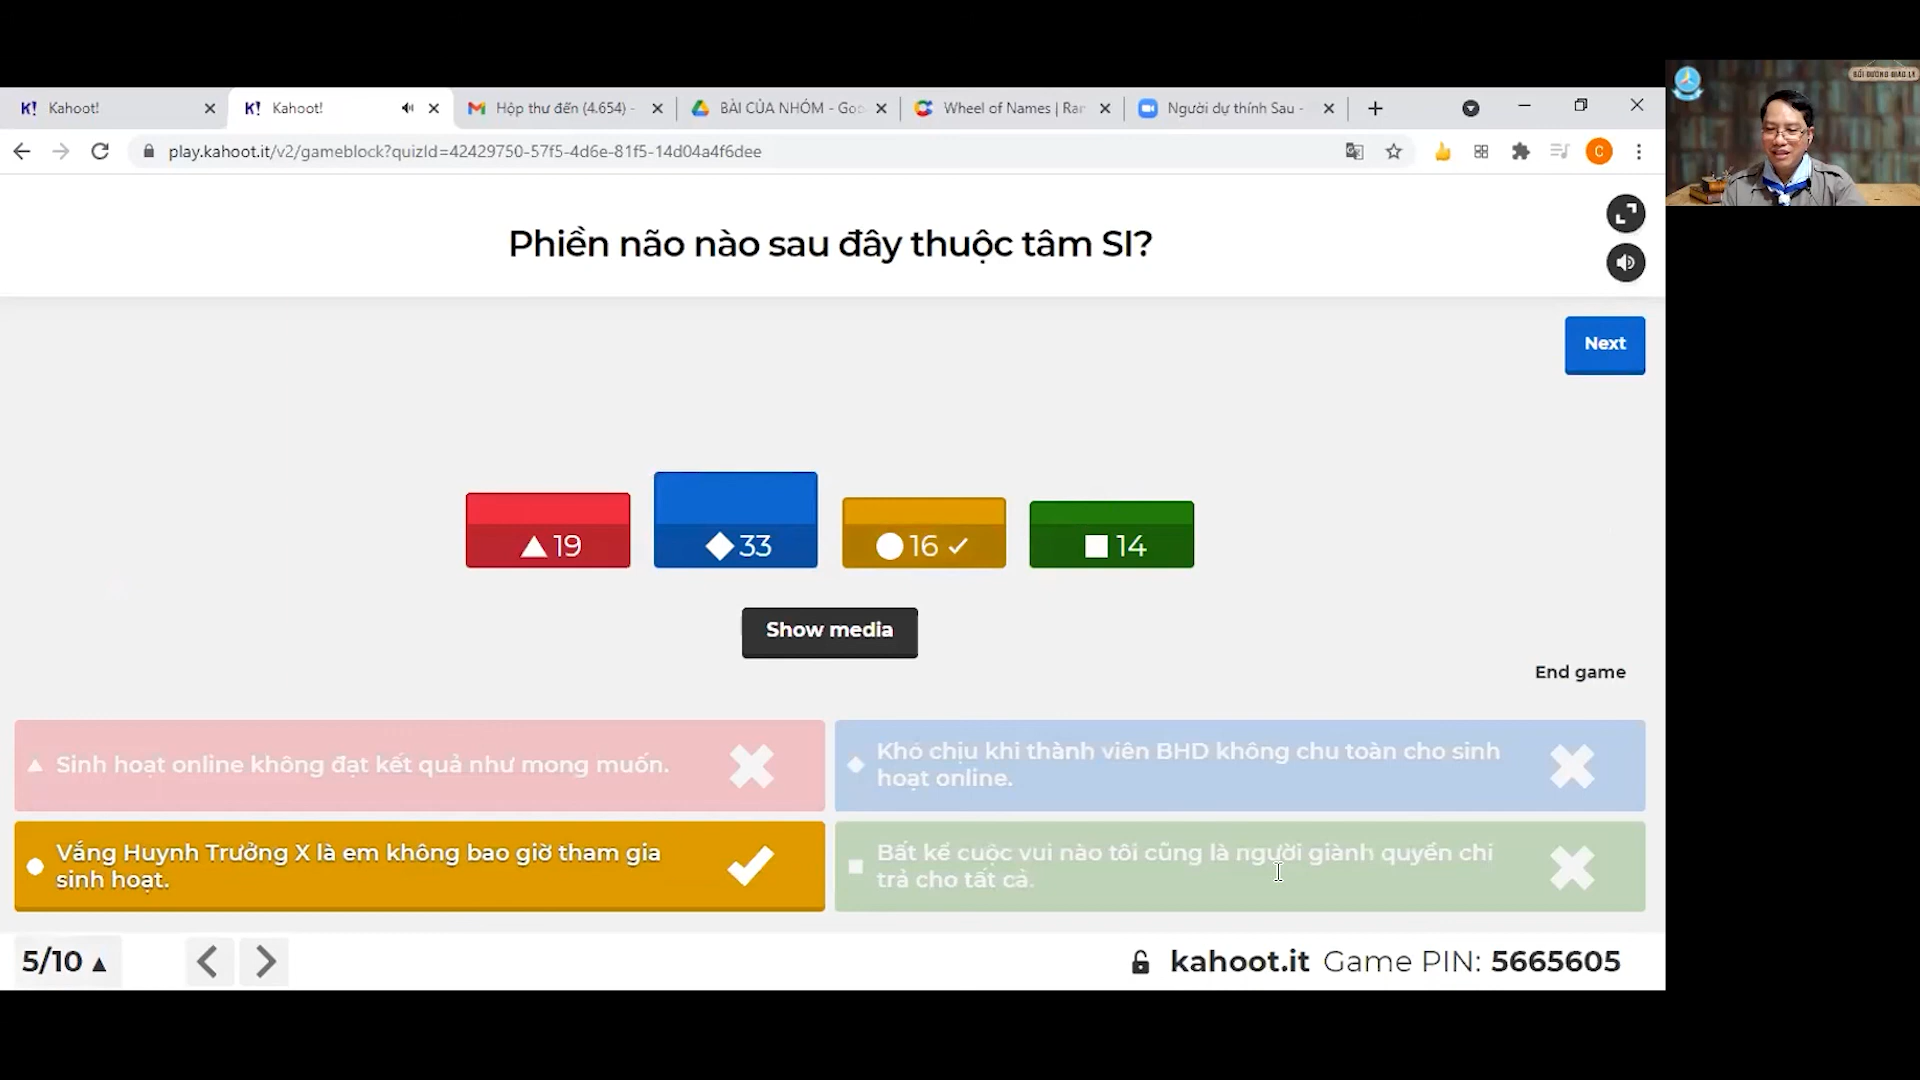 Kahoot!
Kahoot!
Hộp thư đến (4.654) -
BÀI CỦA NHÓM - Goo
Wheel of Names | Ran
Người dự thính Sau -
play.kahoot.it/v2/gameblock?quizId=42429750-57f5-4d6e-81f5-14d04a4f6dee
C
BỒI DƯỠNG GIÁO LÝ
Phiền não nào sau đây thuộc tâm SI?
Next
19
33
16
14
Show media
End game
Sinh hoạt online không đạt kết quả như mong muốn.
Khó chịu khi thành viên BHD không chu toàn cho sinh
hoạt online.
Vắng Huynh Trưởng X là em không bao giờ tham gia
sinh hoạt.
Bất kể cuộc vui nào tôi cũng là người giành quyền chi
trả cho tất cả.
5/10
kahoot.it Game PIN: 5665605